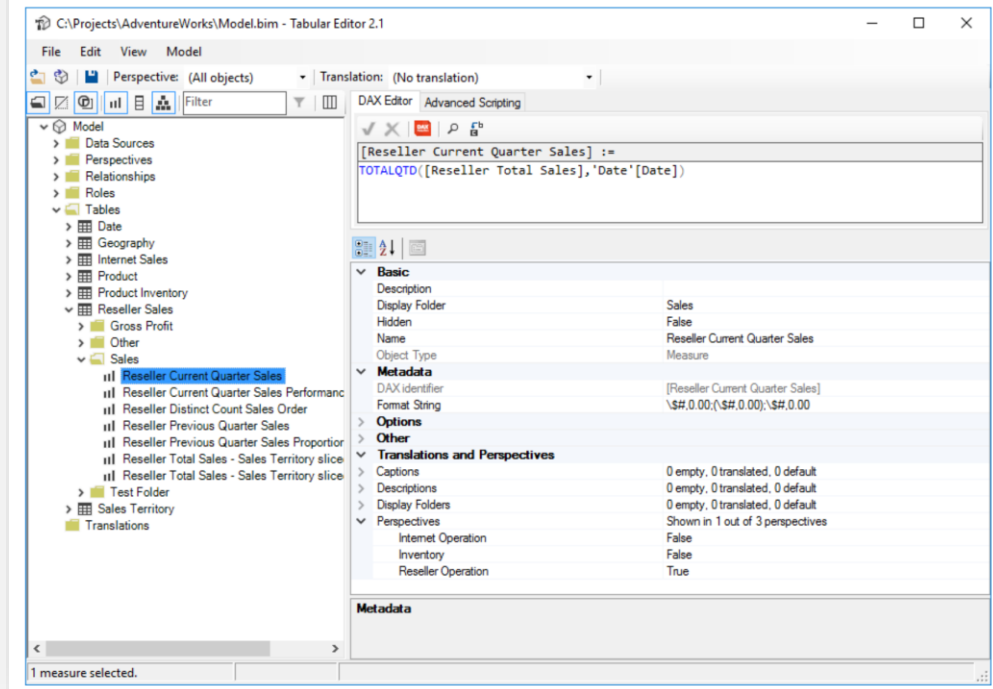 C:\Projects\AdventureWorks\Model.bim - Tabular Editor 2.1
File Edit View Model
Perspective: (All objects) Translation: (No translation)
Filter
DAX Editor Advanced Scripting
[Reseller Current Quarter Sales] :=
TOTALQTD([Reseller Total Sales],'Date'[Date])
Model
Data Sources
Perspectives
Relationships
Roles
Tables
Date
Geography
Internet Sales
Product
Product Inventory
Reseller Sales
Gross Profit
Other
Sales
Reseller Current Quarter Sales
Reseller Current Quarter Sales Performanc
Reseller Distinct Count Sales Order
Reseller Previous Quarter Sales
Reseller Previous Quarter Sales Proportior
Reseller Total Sales - Sales Territory slice
Reseller Total Sales - Sales Territory slice
Test Folder
Sales Territory
Translations
Basic
Description
Display Folder Sales
Hidden False
Name Reseller Current Quarter Sales
Object Type Measure
Metadata
DAX identifier [Reseller Current Quarter Sales]
Format String \$#,0.00;(\$#,0.00);\$#,0.00
Options
Other
Translations and Perspectives
Captions 0 empty, 0 translated, 0 default
Descriptions 0 empty, 0 translated, 0 default
Display Folders 0 empty, 0 translated, 0 default
Perspectives Shown in 1 out of 3 perspectives
Internet Operation False
Inventory False
Reseller Operation True
Metadata
1 measure selected.